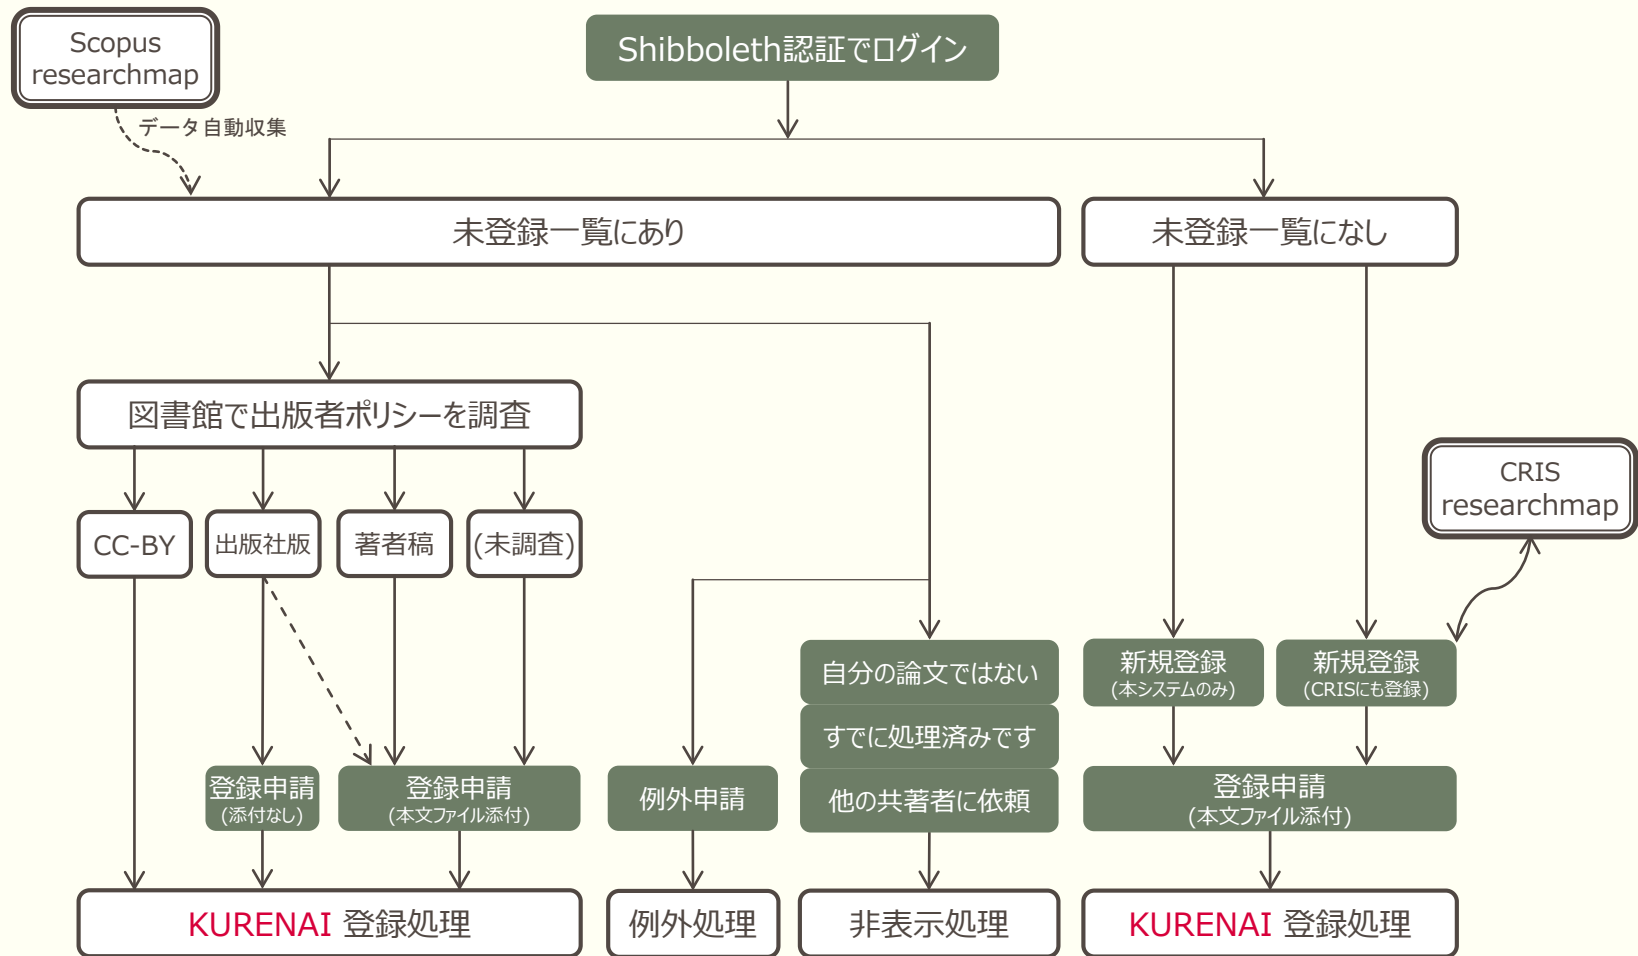 Scopus
researchmap
Shibboleth認証でログイン
データ自動収集
未登録一覧にあり
未登録一覧になし
図書館で出版者ポリシーを調査
CRIS
researchmap
CC-BY
出版社版
著者稿
(未調査)
自分の論文ではない
すでに処理済みです
他の共著者に依頼
新規登録
(本システムのみ)
新規登録
(CRISにも登録)
登録申請
(添付なし)
登録申請
(本文ファイル添付)
例外申請
登録申請
(本文ファイル添付)
KURENAI 登録処理
例外処理
非表示処理
KURENAI 登録処理